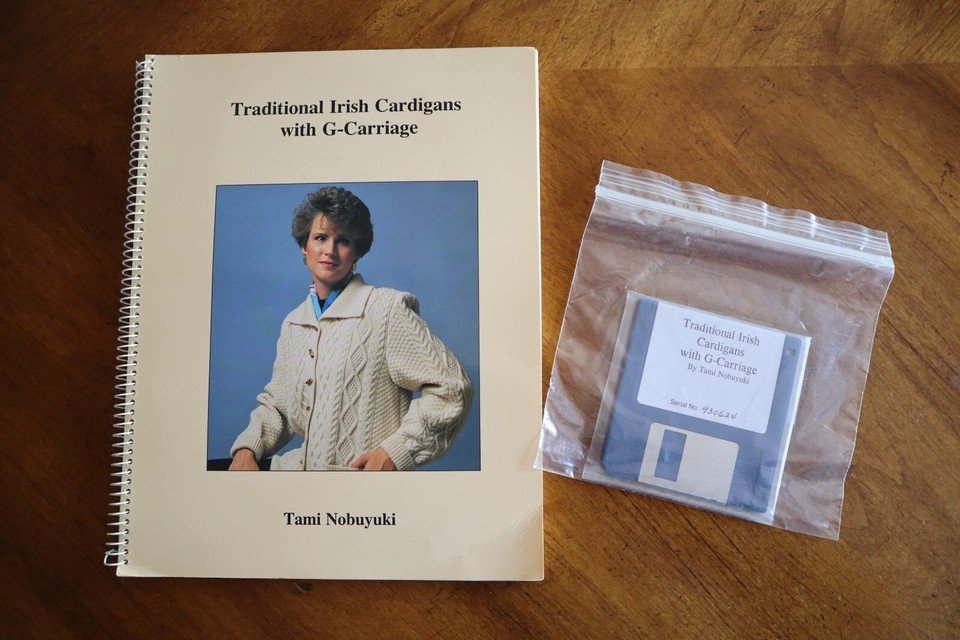 Traditional Irish Cardigans
with G-Carriage
Tami Nobuyuki
Traditional Irish
Cardigans
with G-Carriage
By Tami Nobuyuki
Serial No. 930624